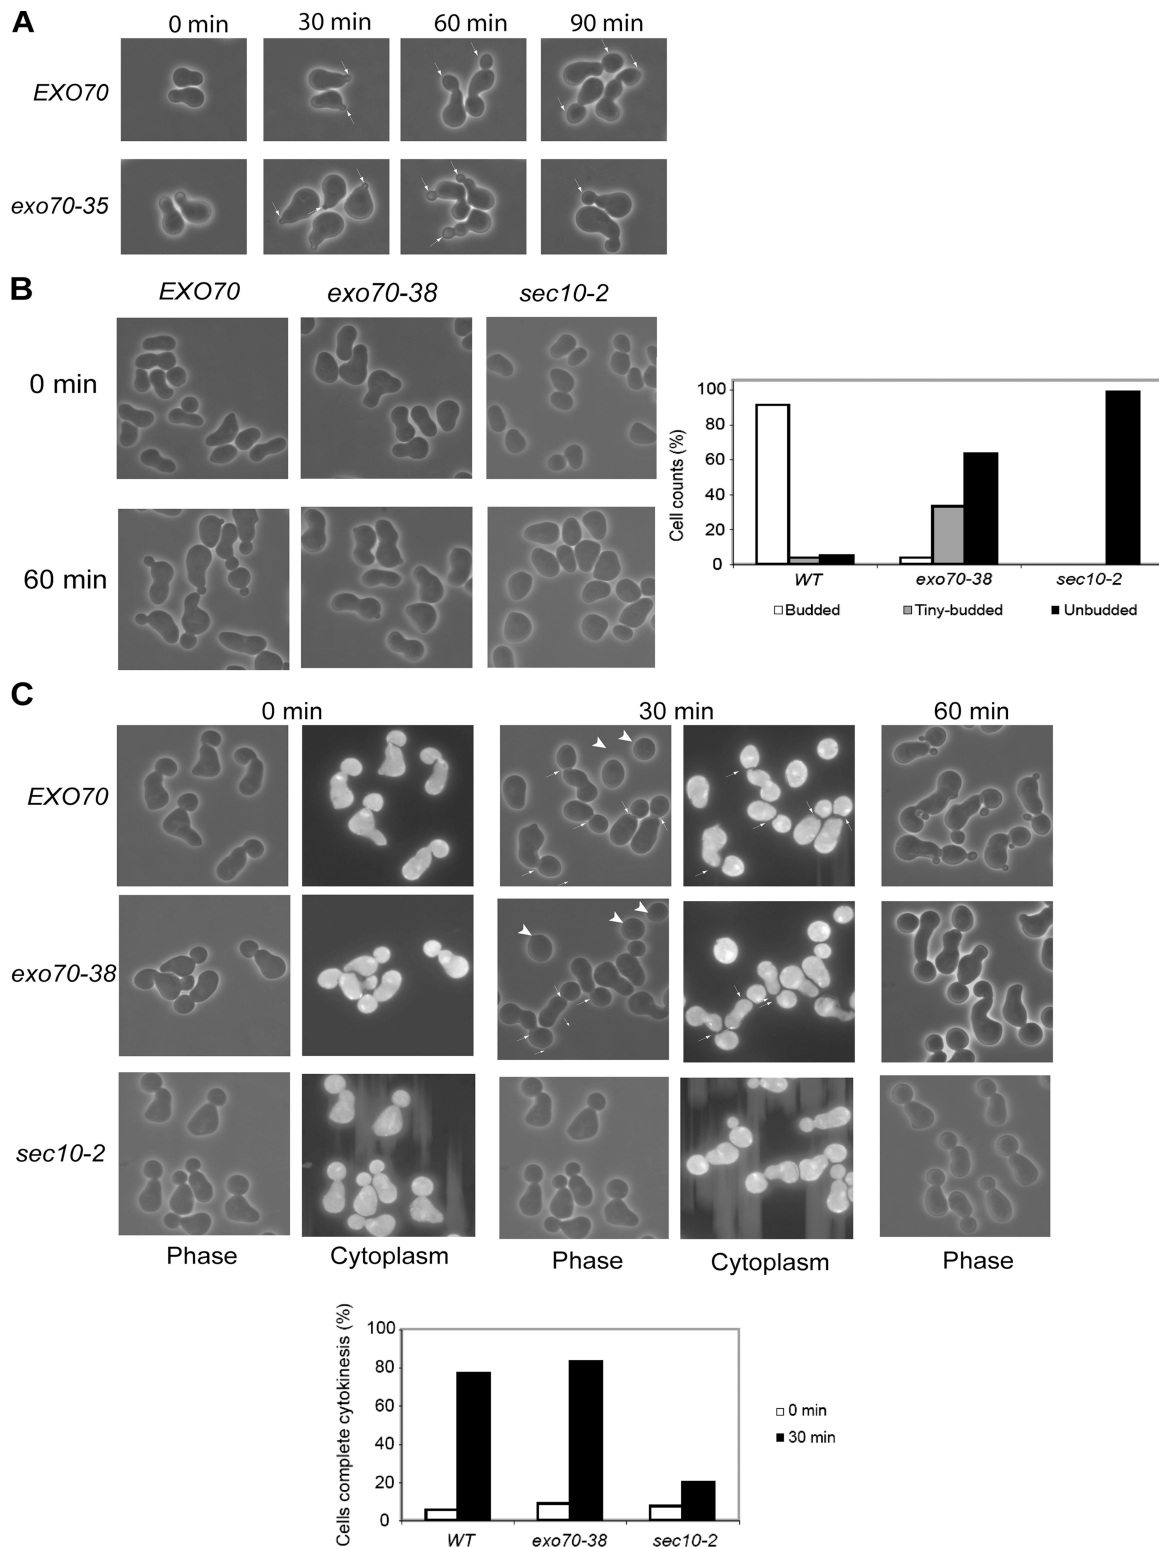 A
0 min 30 min 60 min 90 min
EXO70
exo70-35
B
EXO70 exo70-38 sec10-2
0 min
60 min
Cell counts (%)
100
80
60
40
20
0
WT exo70-38 sec10-2
Budded Tiny-budded Unbudded
C
0 min 30 min 60 min
EXO70
exo70-38
sec10-2
Phase Cytoplasm Phase Cytoplasm Phase
Cells complete cytokinesis (%)
100
80
60
40
20
0
WT exo70-38 sec10-2
0 min
30 min